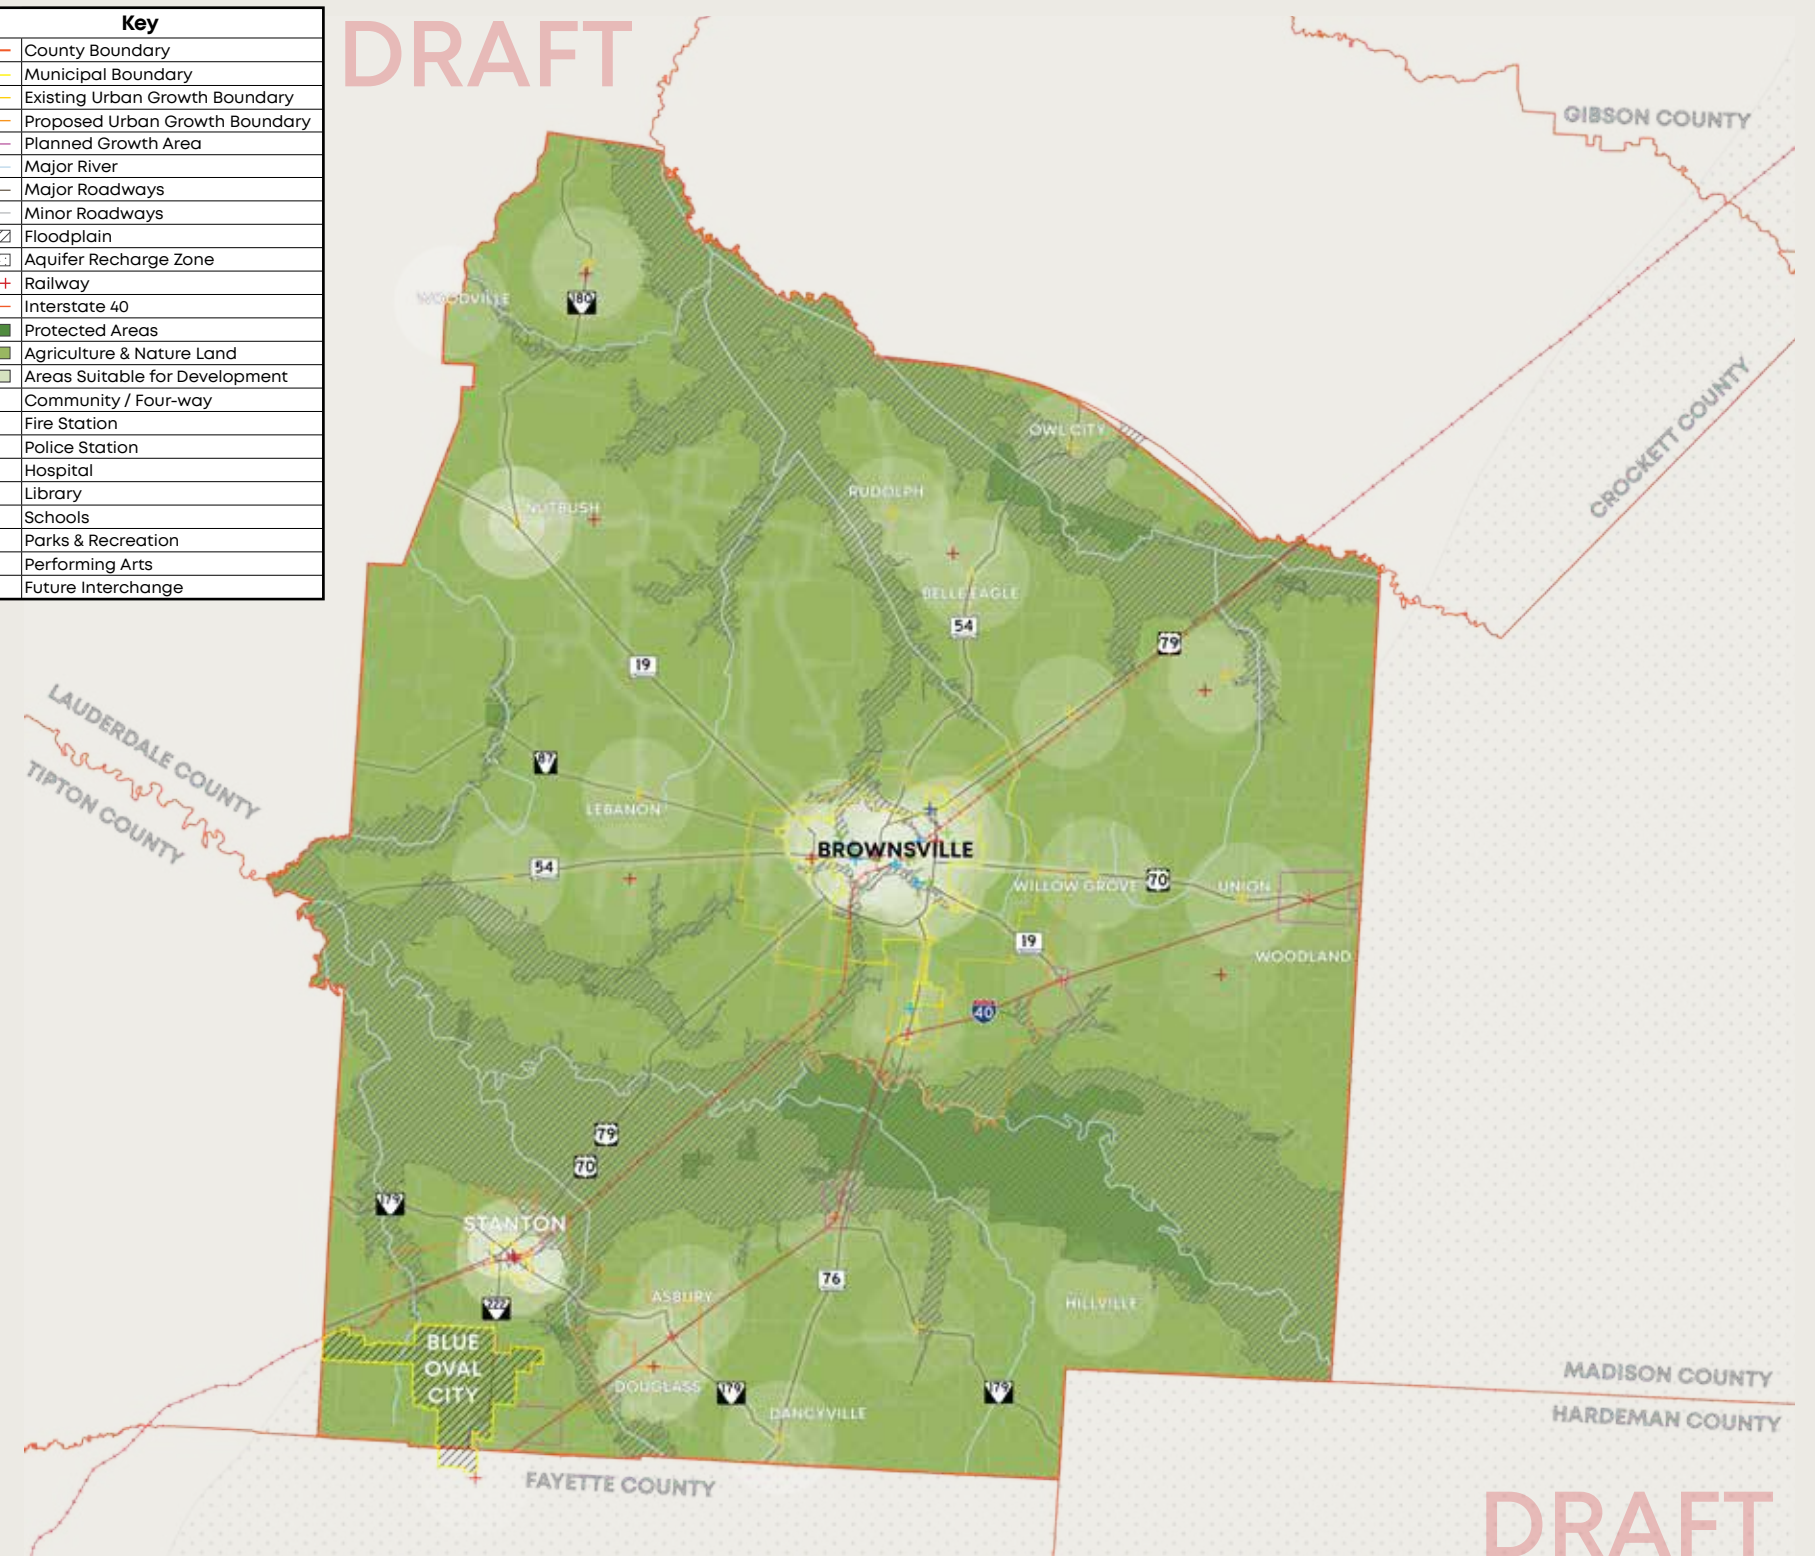 Key
County Boundary
Municipal Boundary
Existing Urban Growth Boundary
Proposed Urban Growth Boundary
Planned Growth Area
Major River
Major Roadways
Minor Roadways
Floodplain
Aquifer Recharge Zone
Railway
Interstate 40
Protected Areas
Agriculture & Nature Land
Areas Suitable for Development
Community / Four-way
Fire Station
Police Station
Hospital
Library
Schools
Parks & Recreation
Performing Arts
Future Interchange
DRAFT
GIBSON COUNTY
WOODVILLE
180
CROCKETT COUNTY
OWL CITY
RUDOLPH
NUTBUSH
BELLE EAGLE
54
79
19
LAUDERDALE COUNTY
TIPTON COUNTY
87
LEBANON
BROWNSVILLE
54
WILLOW GROVE
70
UNION
19
WOODLAND
40
79
70
179
STANTON
76
ASBURY
HILLVILLE
222
BLUE
OVAL
CITY
DOUGLASS
179
179
DANCYVILLE
MADISON COUNTY
HARDEMAN COUNTY
FAYETTE COUNTY
DRAFT